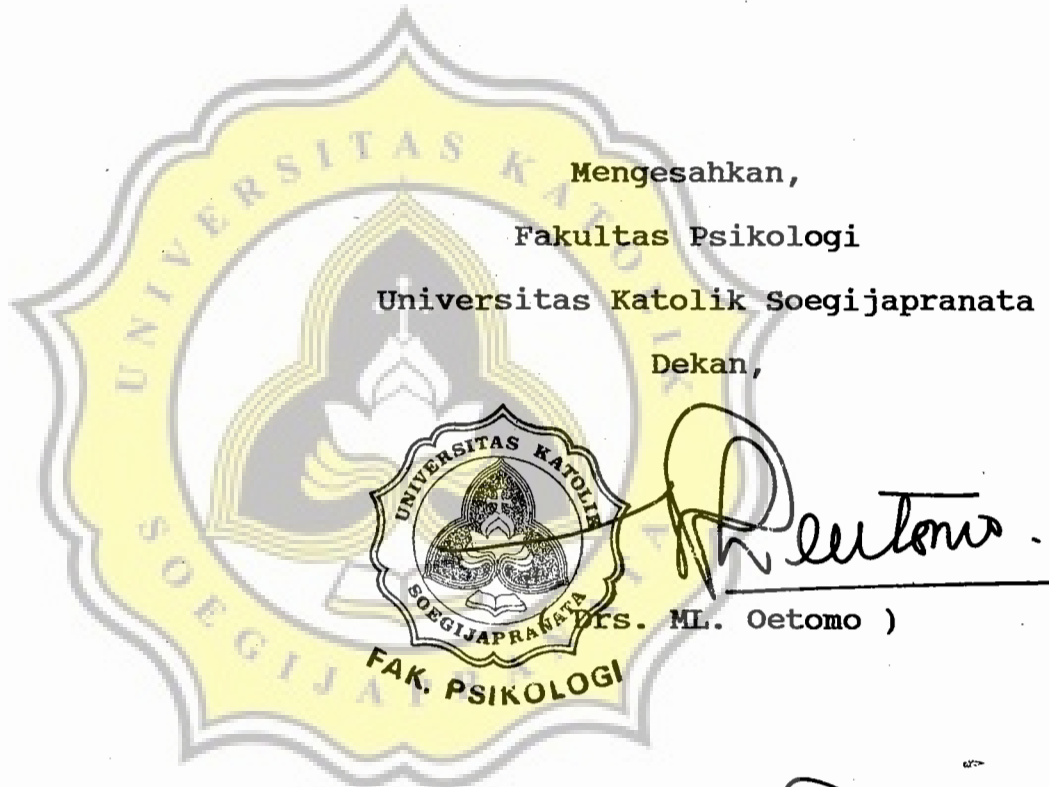 UNIVERSITAS KATOLIK
SOEGIJAPRANATA
Mengesahkan,
Fakultas Psikologi
Universitas Katolik Soegijapranata
Dekan,
UNIVERSITAS KATOLIK
SOEGIJAPRANATA
FAK. PSIKOLOGI
Drs. ML. Oetomo )